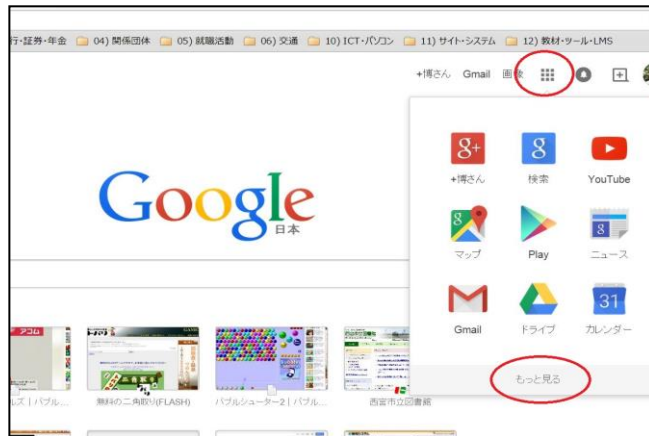 行・証券・年金 04) 関係団体 05) 就職活動 06) 交通 10) ICT・パソコン 11) サイト・システム 12) 教材・ツール・LMS
+博さん Gmail 画像
Google
日本
+博さん 検索 YouTube
マップ Play ニュース
Gmail ドライブ カレンダー
31
もっと見る
アコム
無料の二角取り(FLASH) バブルシューター2 | バブル... 西宮市立図書館